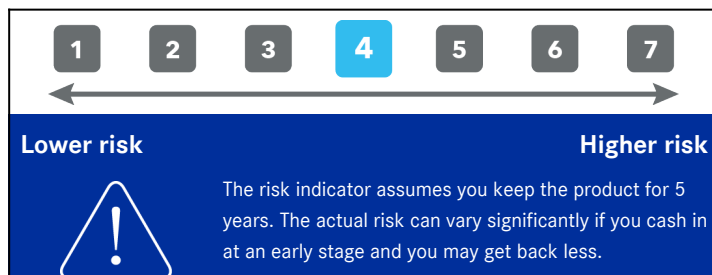 1 2 3 4 5 6 7
Lower risk Higher risk
The risk indicator assumes you keep the product for 5
years. The actual risk can vary significantly if you cash in
at an early stage and you may get back less.